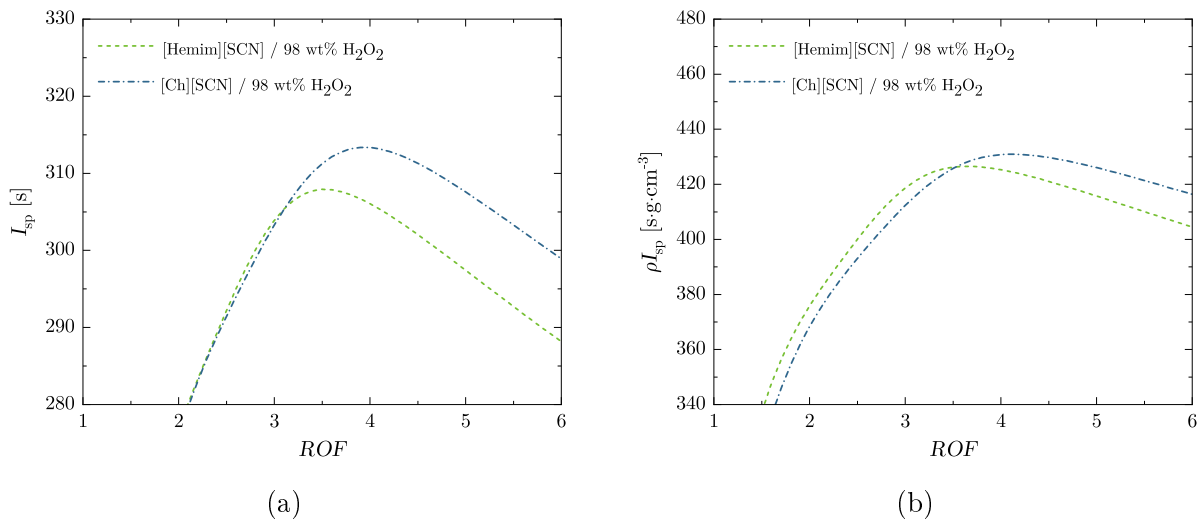 330
320
310
300
290
280
I_sp [s]
[Hemim][SCN] / 98 wt% H₂O₂
[Ch][SCN] / 98 wt% H₂O₂
1 2 3 4 5 6
ROF
(a)
480
460
440
420
400
380
360
340
ρI_sp [s·g·cm⁻³]
[Hemim][SCN] / 98 wt% H₂O₂
[Ch][SCN] / 98 wt% H₂O₂
1 2 3 4 5 6
ROF
(b)